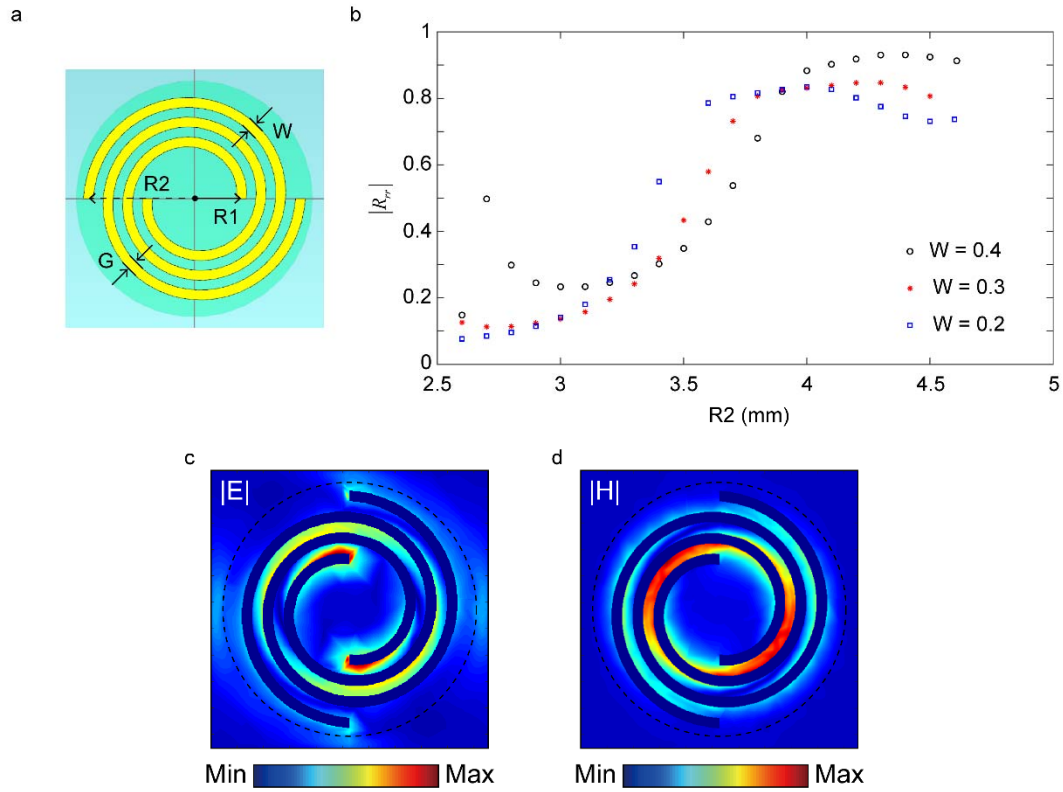 a
W
R2
R1
G
b
1
0.8
0.6
0.4
0.2
0
|R_rr|
2.5 3 3.5 4 4.5 5
R2 (mm)
W = 0.4
W = 0.3
W = 0.2
c
|E|
Min Max
d
|H|
Min Max